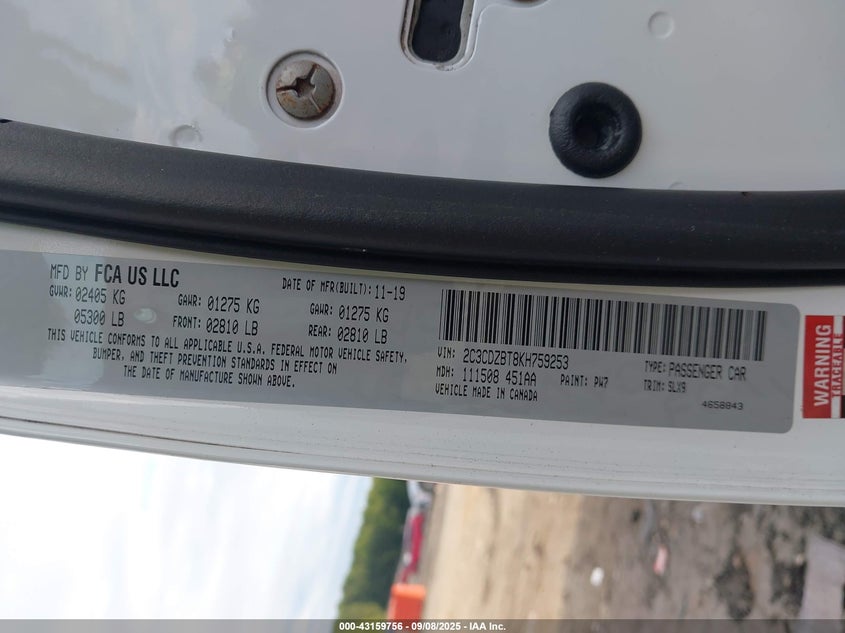 MFD BY FCA US LLC
DATE OF MFR(BUILT): 11-19
GVWR: 02405 KG
GAWR: 01275 KG
GAWR: 01275 KG
05300 LB
FRONT: 02810 LB
REAR: 02810 LB
THIS VEHICLE CONFORMS TO ALL APPLICABLE U.S.A. FEDERAL MOTOR VEHICLE SAFETY,
BUMPER, AND THEFT PREVENTION STANDARDS IN EFFECT ON
THE DATE OF MANUFACTURE SHOWN ABOVE.
VIN: 2C3CDZBT8KH759253
TYPE: PASSENGER CAR
MDH: 111508 451AA
PAINT: PW7
TRIM: SLX9
VEHICLE MADE IN CANADA
4658843
WARNING
TRACEABLE
000-43159756 - 09/08/2025 - IAA Inc.